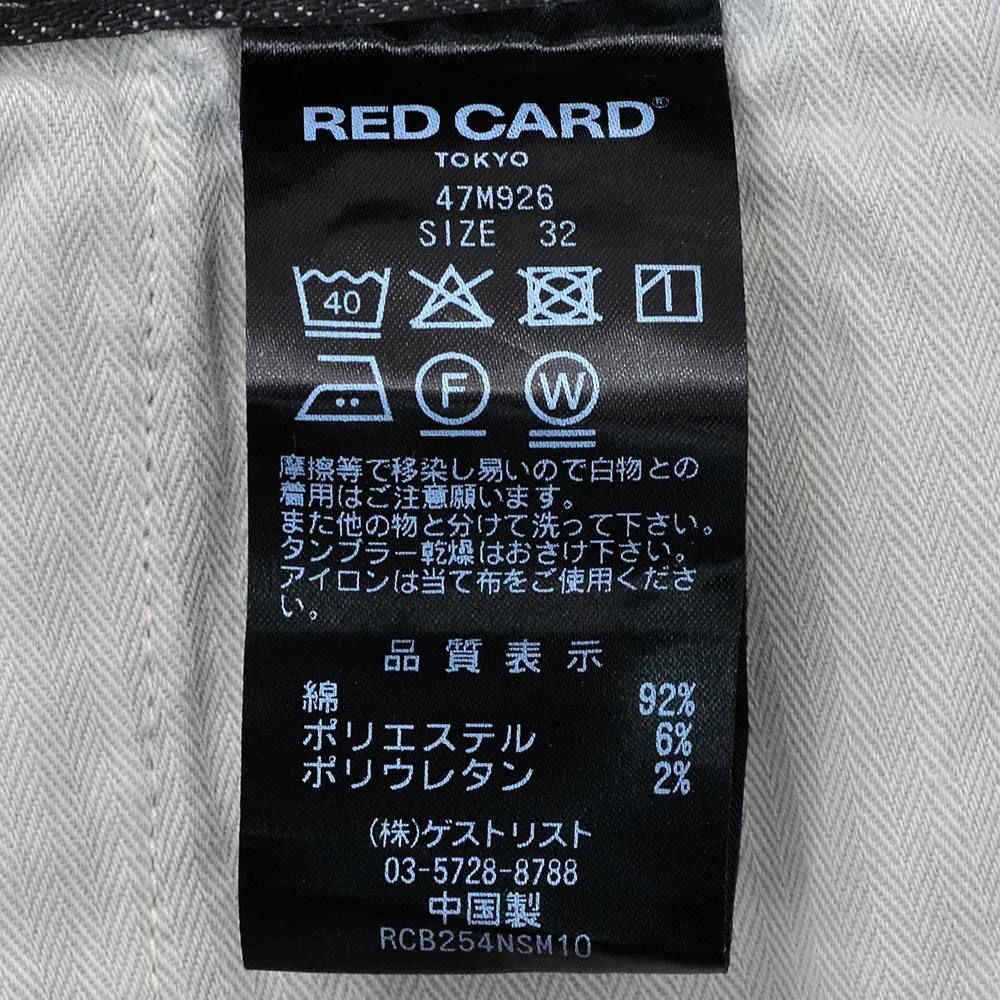 RED CARD®
TOKYO
47M926
SIZE 32
40
F W
摩擦等で移染し易いので白物との
着用はご注意願います。
また他の物と分けて洗って下さい。
タンブラー乾燥はおさけ下さい。
アイロンは当て布をご使用くださ
い。
品質表示
綿 92%
ポリエステル 6%
ポリウレタン 2%
(株)ゲストリスト
03-5728-8788
中国製
RCB254NSM10